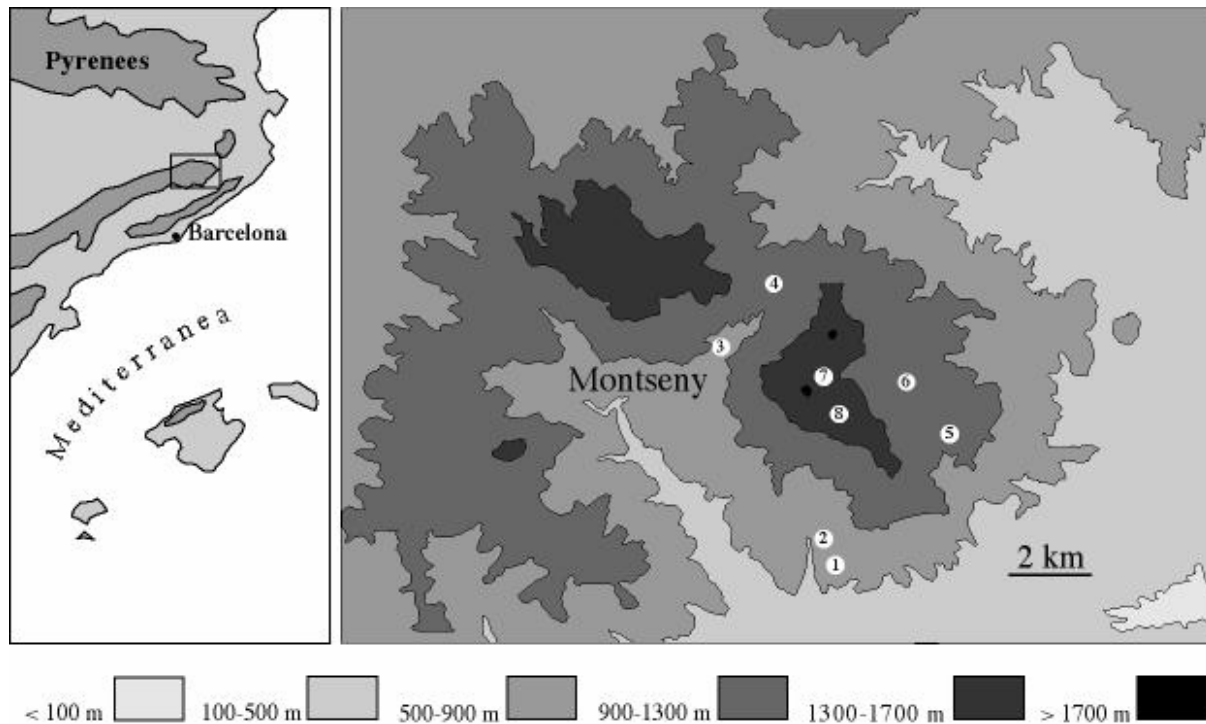 Pyrenees
Barcelona
Mediterranea
4
3
Montseny
7
6
8
5
2
1
2 km
< 100 m
100-500 m
500-900 m
900-1300 m
1300-1700 m
> 1700 m